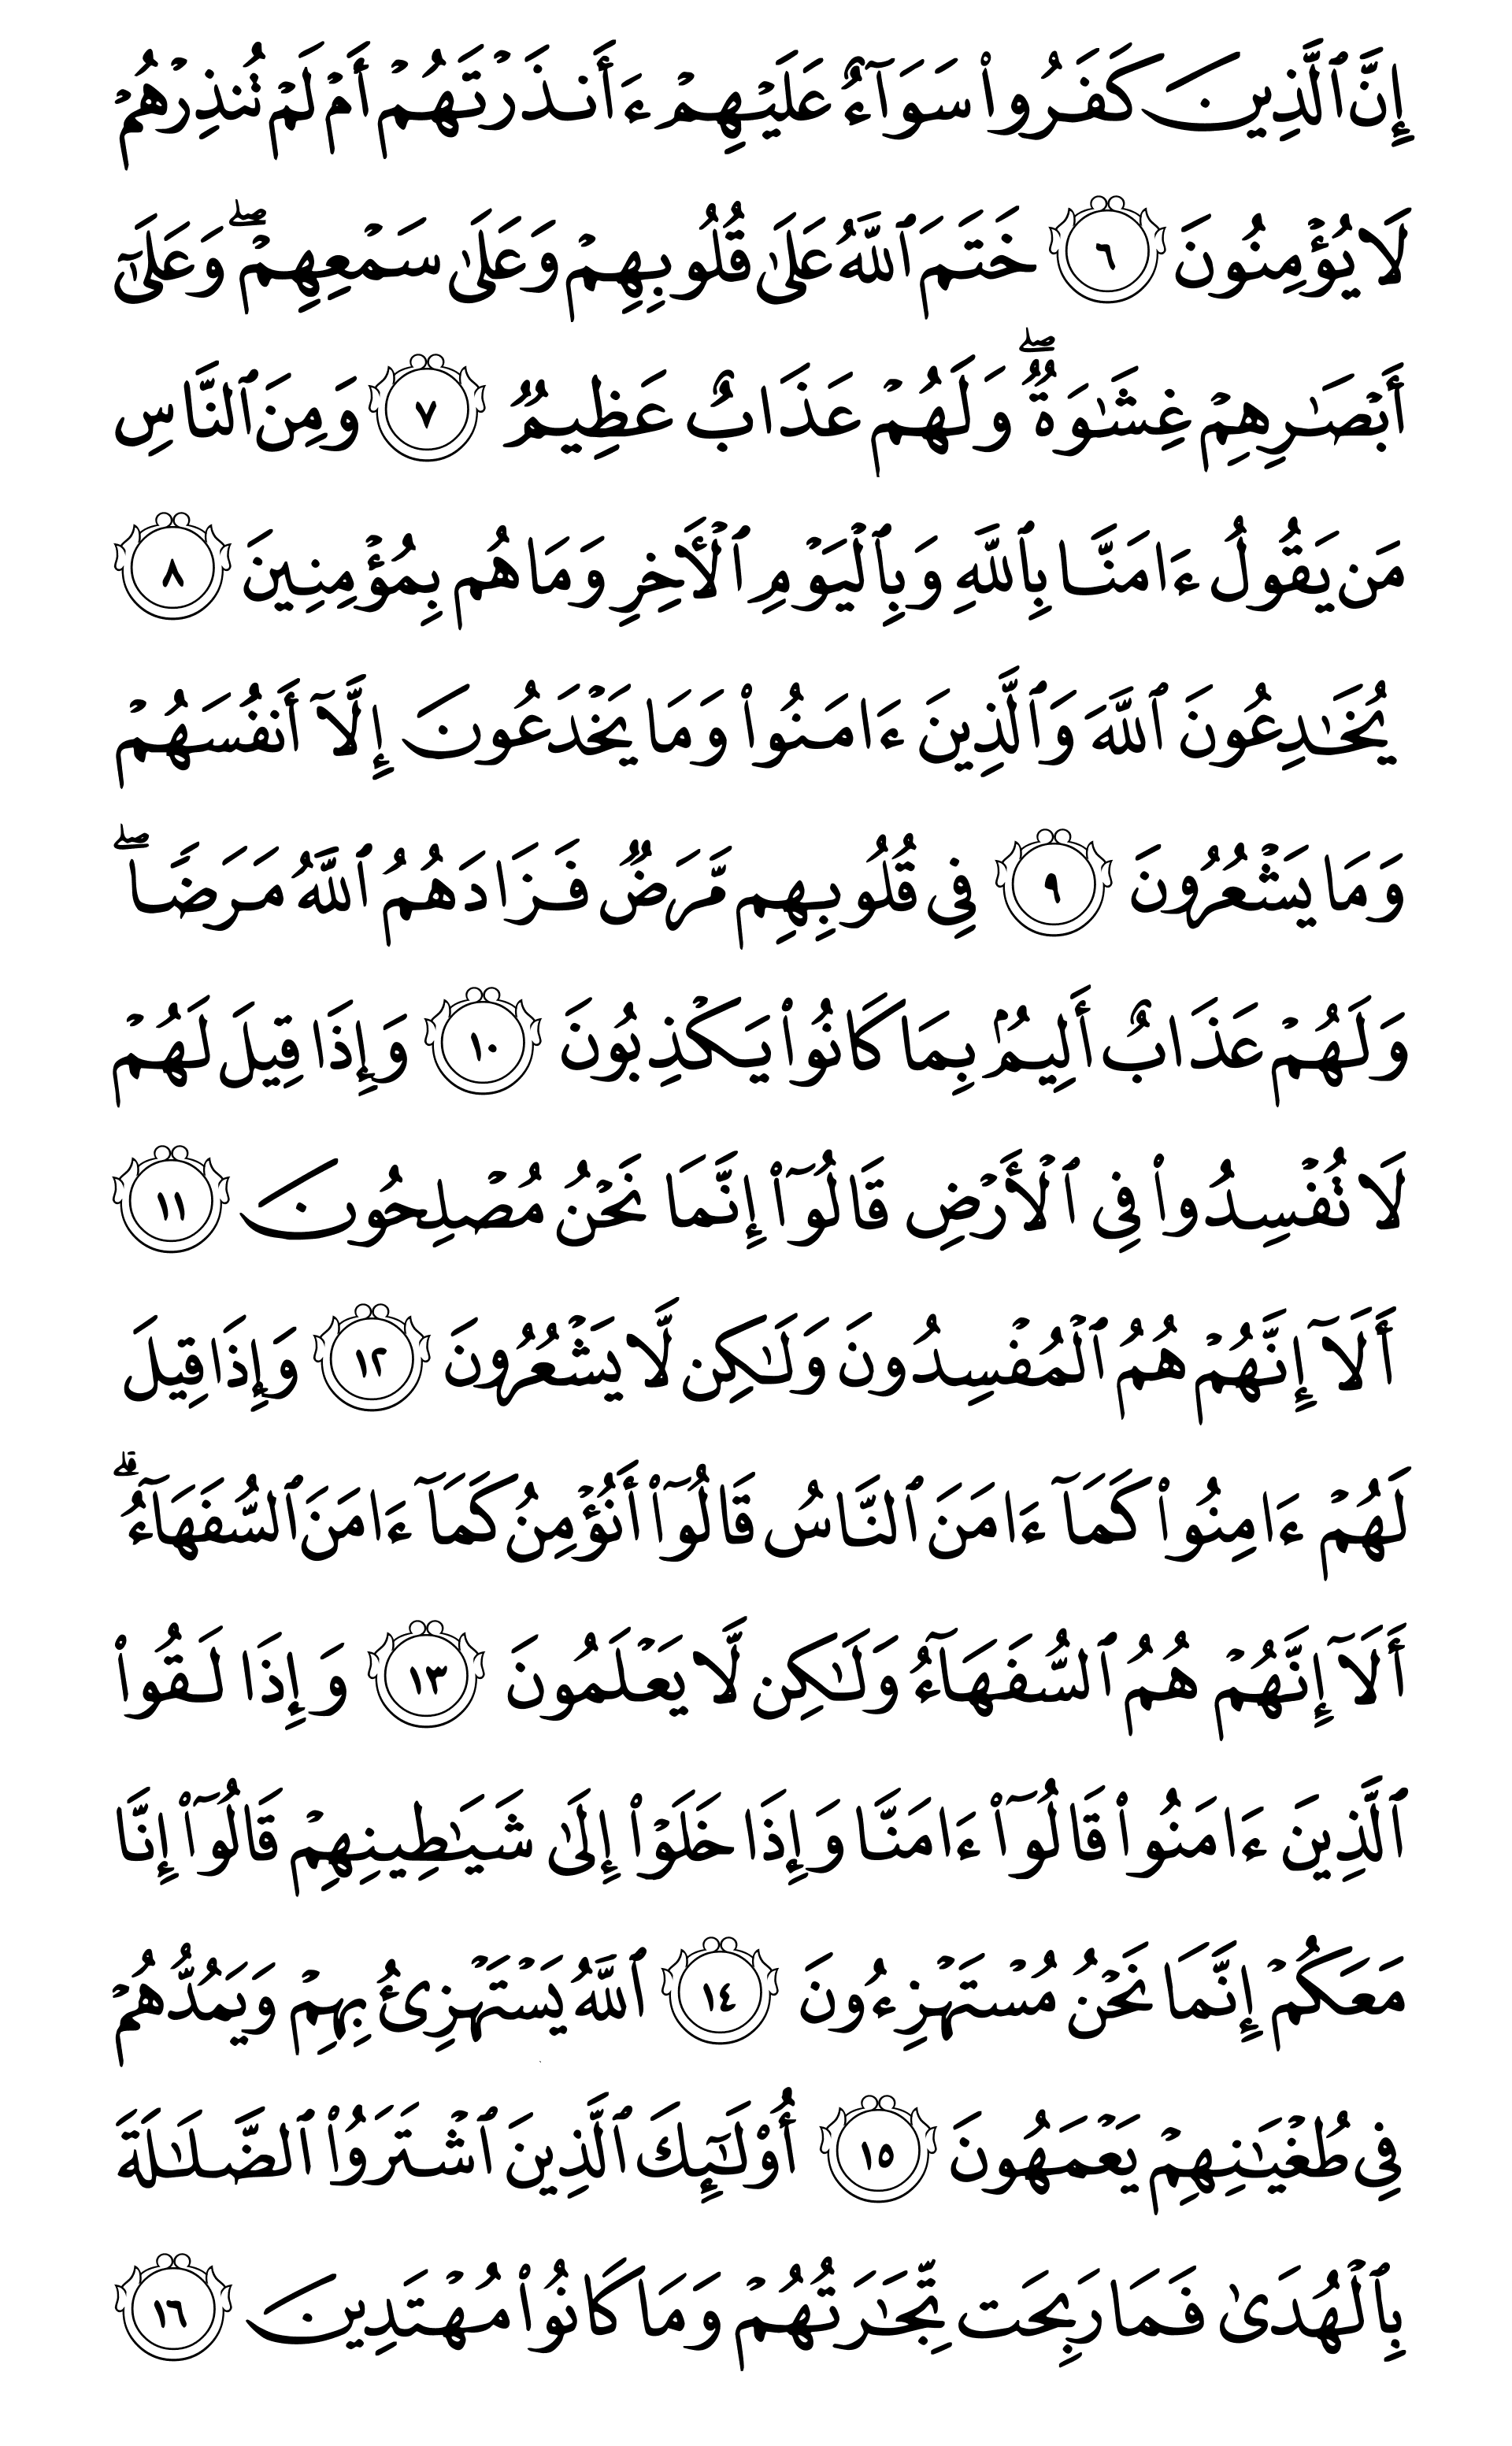 إِنَّ ٱلَّذِينَ كَفَرُواْ سَوَآءٌ عَلَيْهِمْ ءَأَنذَرْتَهُمْ أَمْ لَمْ تُنذِرْهُمْ
لَا يُؤْمِنُونَ ٦ خَتَمَ ٱللَّهُ عَلَىٰ قُلُوبِهِمْ وَعَلَىٰ سَمْعِهِمْۖ وَعَلَىٰٓ
أَبْصَٰرِهِمْ غِشَٰوَةٌۖ وَلَهُمْ عَذَابٌ عَظِيمٌ ٧ وَمِنَ ٱلنَّاسِ
مَن يَقُولُ ءَامَنَّا بِٱللَّهِ وَبِٱلْيَوْمِ ٱلْأَخِرِ وَمَا هُم بِمُؤْمِنِينَ ٨
يُخَٰدِعُونَ ٱللَّهَ وَٱلَّذِينَ ءَامَنُواْ وَمَا يَخْدَعُونَ إِلَّآ أَنفُسَهُمْ
وَمَا يَشْعُرُونَ ٩ فِى قُلُوبِهِم مَّرَضٌ فَزَادَهُمُ ٱللَّهُ مَرَضًاۖ
وَلَهُمْ عَذَابٌ أَلِيمُۢ بِمَا كَانُواْ يَكْذِبُونَ ١٠ وَإِذَا قِيلَ لَهُمْ
لَا تُفْسِدُواْ فِى ٱلْأَرْضِ قَالُوٓاْ إِنَّمَا نَحْنُ مُصْلِحُونَ ١١
أَلَآ إِنَّهُمْ هُمُ ٱلْمُفْسِدُونَ وَلَٰكِن لَّا يَشْعُرُونَ ١٢ وَإِذَا قِيلَ
لَهُمْ ءَامِنُواْ كَمَآ ءَامَنَ ٱلنَّاسُ قَالُوٓاْ أَنُؤْمِنُ كَمَآ ءَامَنَ ٱلسُّفَهَآءُۗ
أَلَآ إِنَّهُمْ هُمُ ٱلسُّفَهَآءُ وَلَٰكِن لَّا يَعْلَمُونَ ١٣ وَإِذَا لَقُواْ
ٱلَّذِينَ ءَامَنُواْ قَالُوٓاْ ءَامَنَّا وَإِذَا خَلَوْاْ إِلَىٰ شَيَٰطِينِهِمْ قَالُوٓاْ إِنَّا
مَعَكُمْ إِنَّمَا نَحْنُ مُسْتَهْزِءُونَ ١٤ ٱللَّهُ يَسْتَهْزِئُ بِهِمْ وَيَمُدُّهُمْ
فِى طُغْيَٰنِهِمْ يَعْمَهُونَ ١٥ أُوْلَٰٓئِكَ ٱلَّذِينَ ٱشْتَرَوُاْ ٱلضَّلَٰلَةَ
بِٱلْهُدَىٰ فَمَا رَبِحَت تِّجَٰرَتُهُمْ وَمَا كَانُواْ مُهْتَدِينَ ١٦